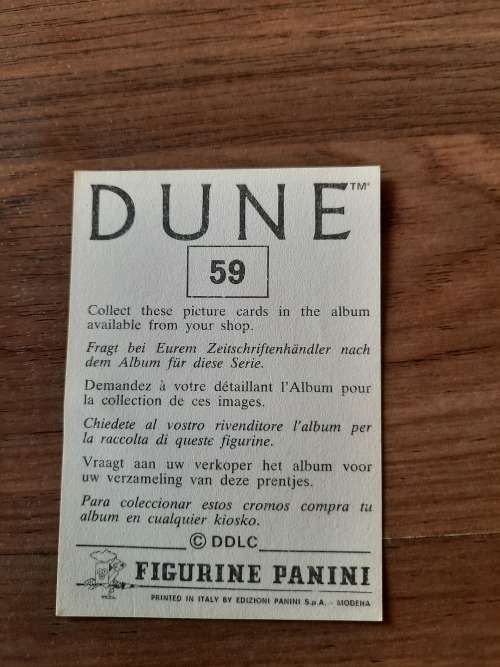 DUNE™
59
Collect these picture cards in the album
available from your shop.
Fragt bei Eurem Zeitschriftenhändler nach
dem Album für diese Serie.
Demandez à votre détaillant l'Album pour
la collection de ces images.
Chiedete al vostro rivenditore l'album per
la raccolta di queste figurine.
Vraagt aan uw verkoper het album voor
uw verzameling van deze prentjes.
Para coleccionar estos cromos compra tu
album en cualquier kiosko.
© DDLC
FIGURINE PANINI
PRINTED IN ITALY BY EDIZIONI PANINI S.p.A. - MODENA